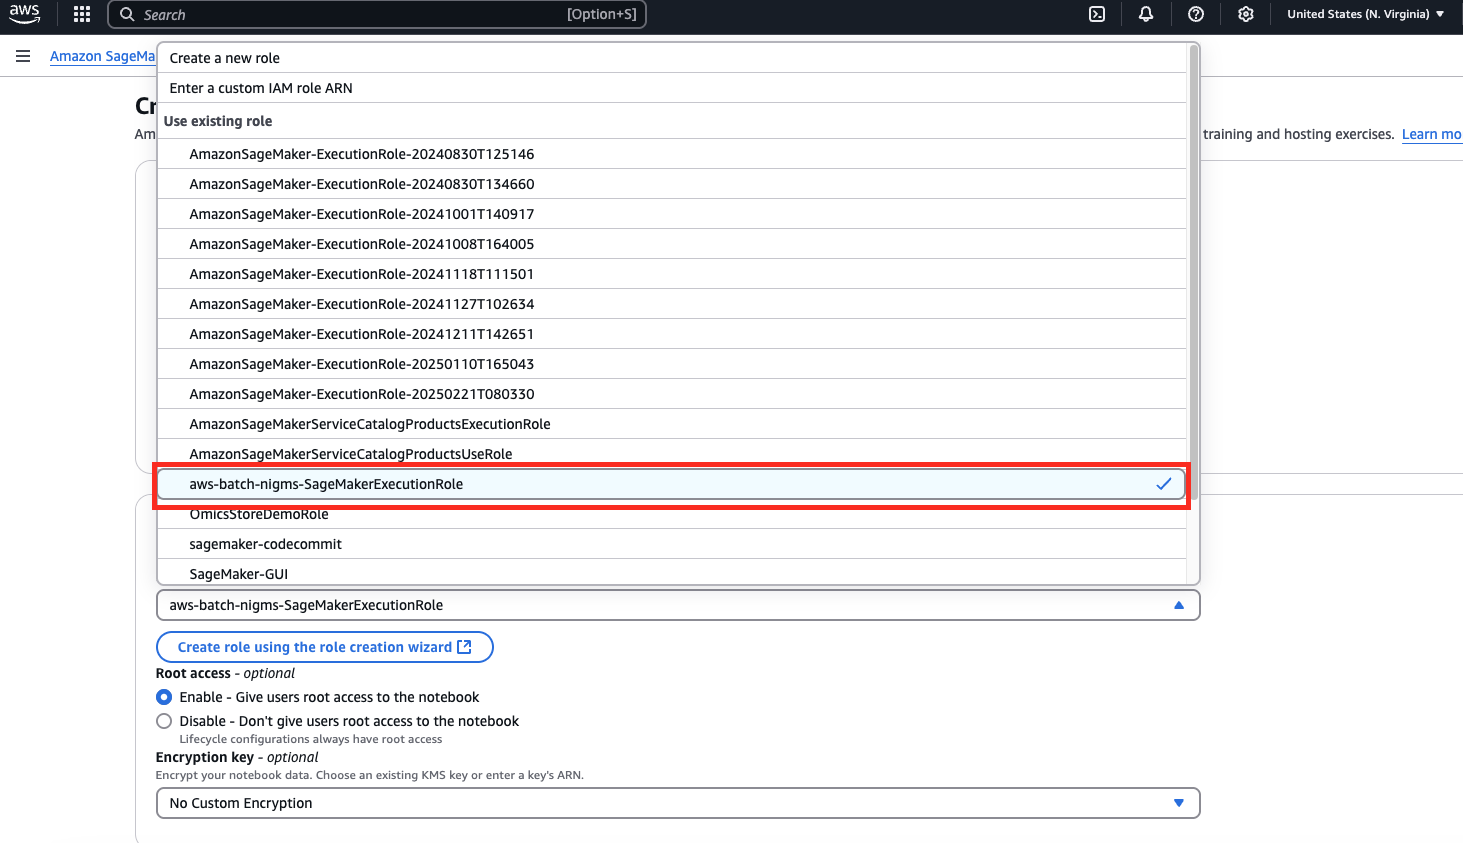 aws
Search [Option+S] United States (N. Virginia)
Amazon SageMa
Create a new role
Enter a custom IAM role ARN
Cr
Use existing role
Am training and hosting exercises. Learn mo
AmazonSageMaker-ExecutionRole-20240830T125146
AmazonSageMaker-ExecutionRole-20240830T134660
AmazonSageMaker-ExecutionRole-20241001T140917
AmazonSageMaker-ExecutionRole-20241008T164005
AmazonSageMaker-ExecutionRole-20241118T111501
AmazonSageMaker-ExecutionRole-20241127T102634
AmazonSageMaker-ExecutionRole-20241211T142651
AmazonSageMaker-ExecutionRole-20250110T165043
AmazonSageMaker-ExecutionRole-20250221T080330
AmazonSageMakerServiceCatalogProductsExecutionRole
AmazonSageMakerServiceCatalogProductsUseRole
aws-batch-nigms-SageMakerExecutionRole
OmicsStoreDemoRole
sagemaker-codecommit
SageMaker-GUI
aws-batch-nigms-SageMakerExecutionRole
Create role using the role creation wizard
Root access - optional
Enable - Give users root access to the notebook
Disable - Don't give users root access to the notebook
Lifecycle configurations always have root access
Encryption key - optional
Encrypt your notebook data. Choose an existing KMS key or enter a key's ARN.
No Custom Encryption